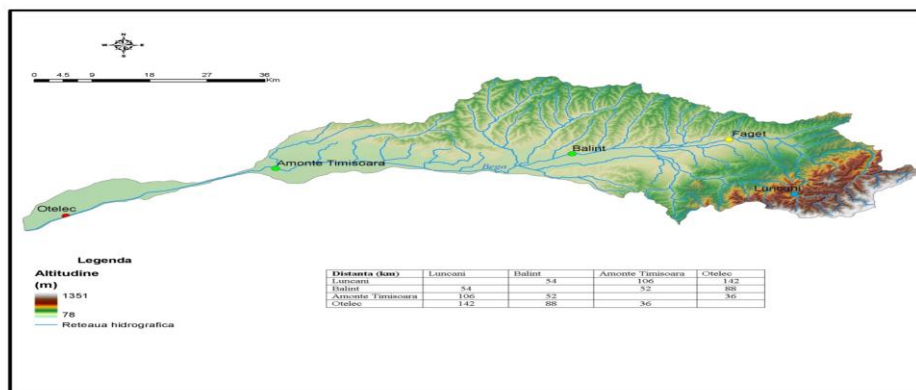 N
W E
S
0 4.5 9 18 27 36
Km
Faget
Balint
Bega
Amonte Timisoara
Luncani
Otelec
Legenda
Altitudine
(m)
1351
78
Reteaua hidrografica
Distanta (km) Luncani Balint Amonte Timisoara Otelec
Luncani 54 106 142
Balint 54 52 88
Amonte Timisoara 106 52 36
Otelec 142 88 36